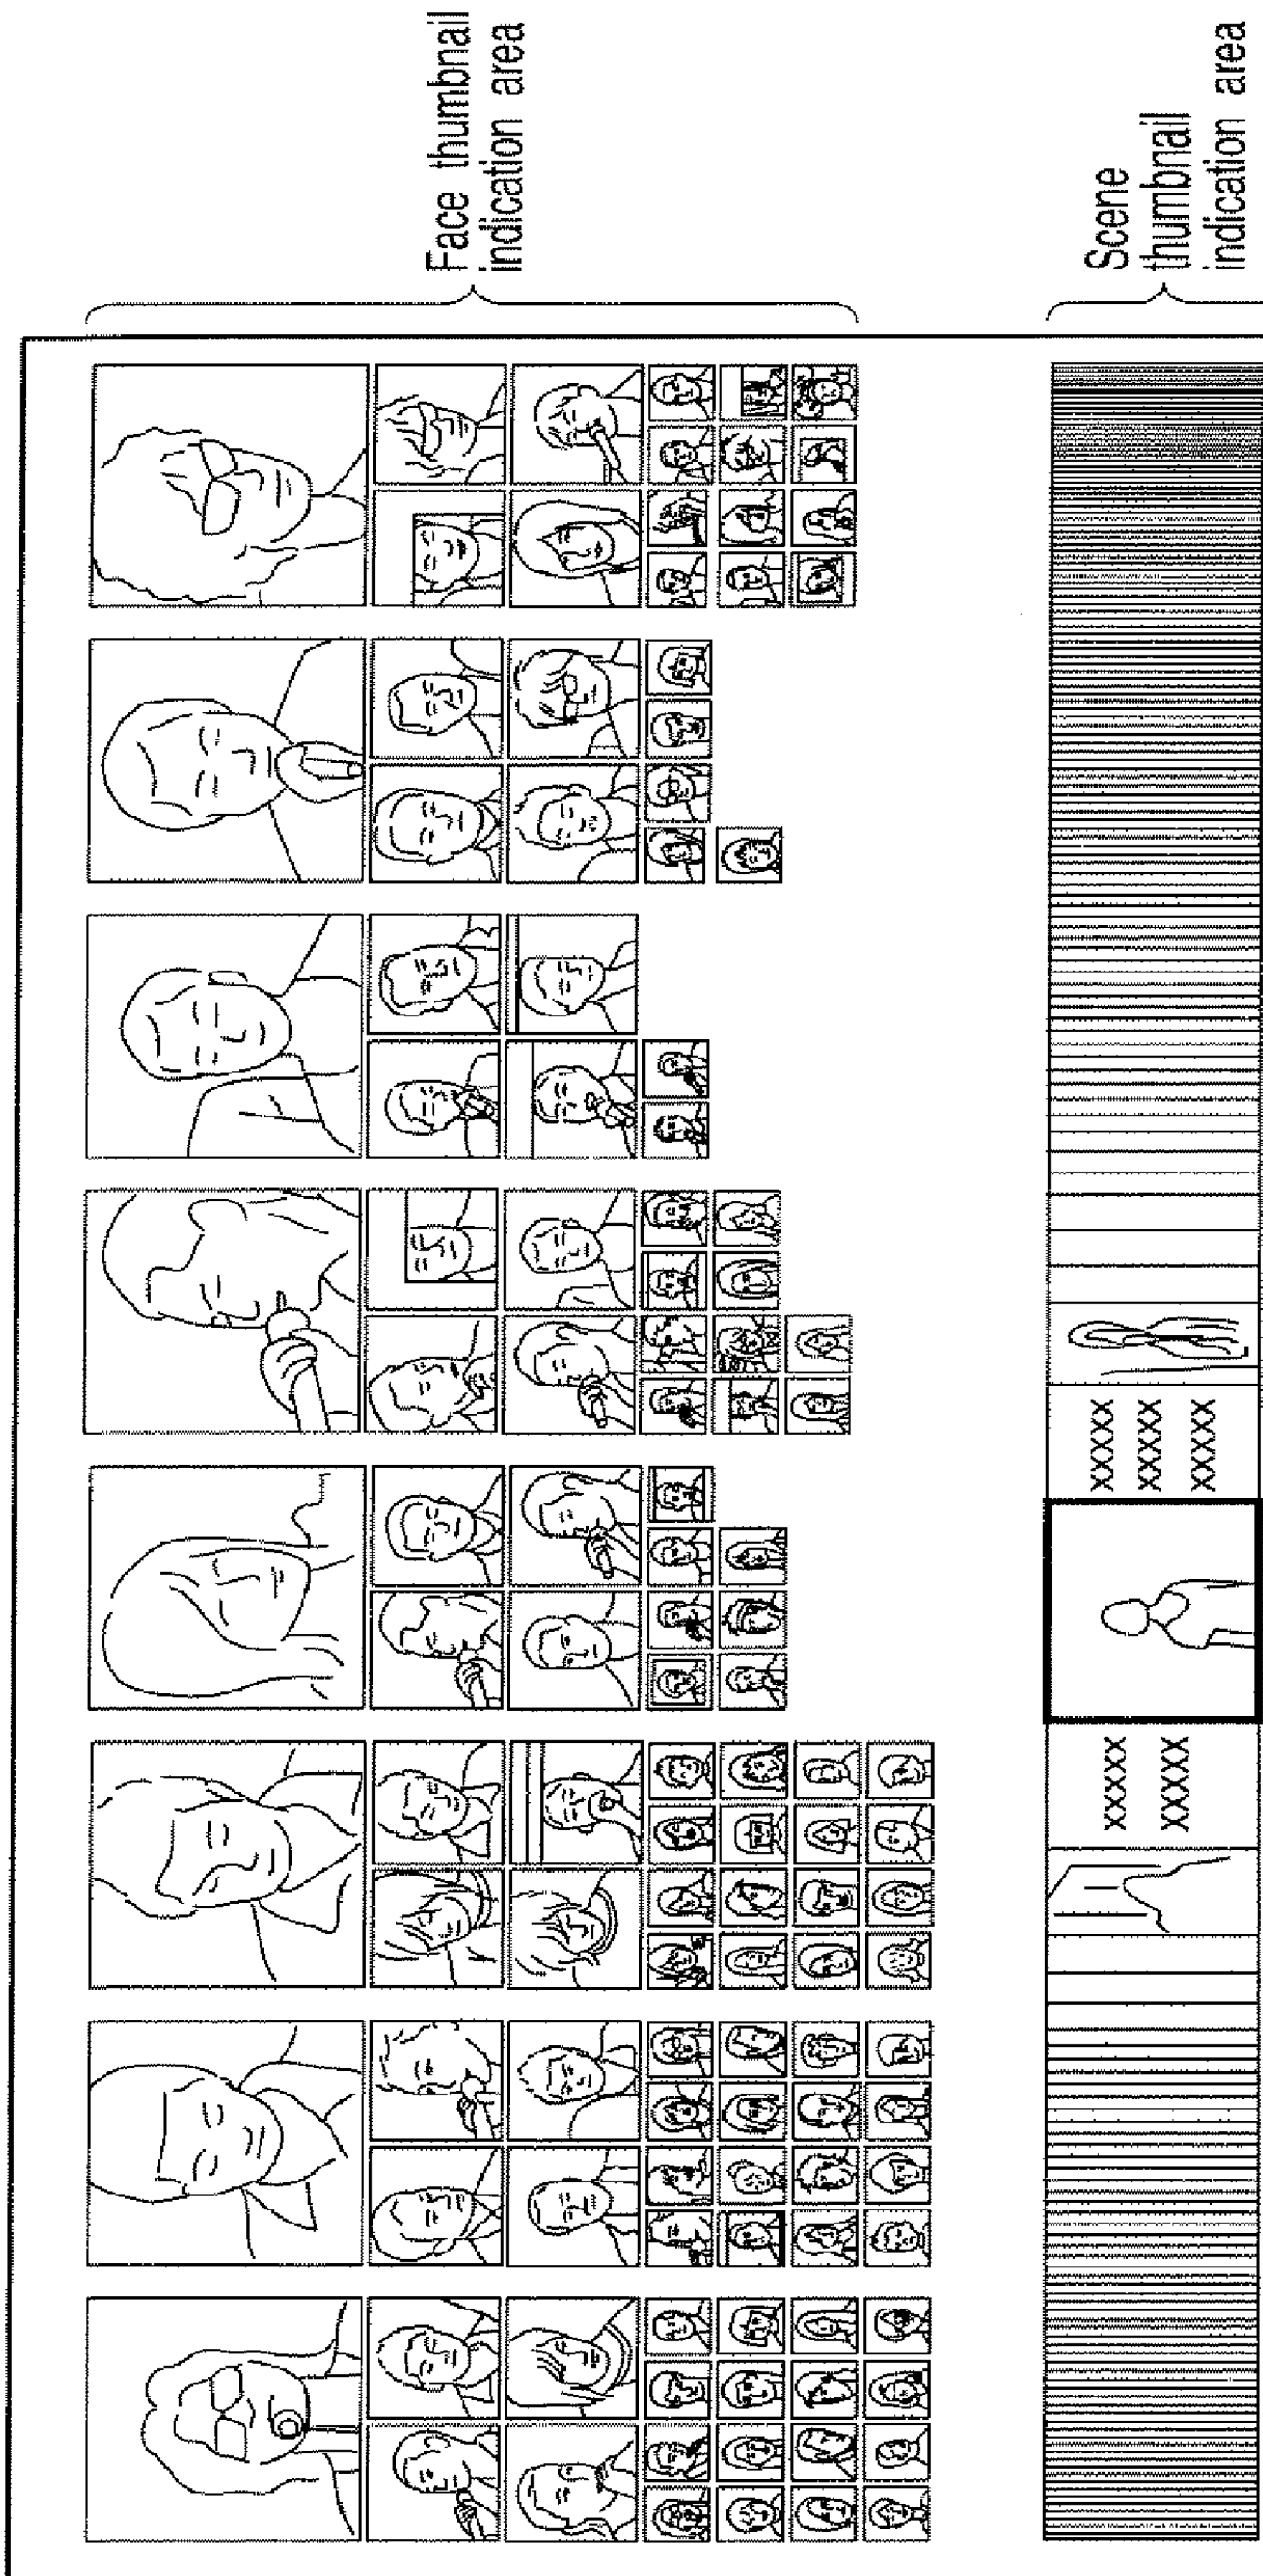 Face thumbnail
indication area
XXXXX
XXXXX
XXXXX
XXXXX
XXXXX
Scene
thumbnail
indication area